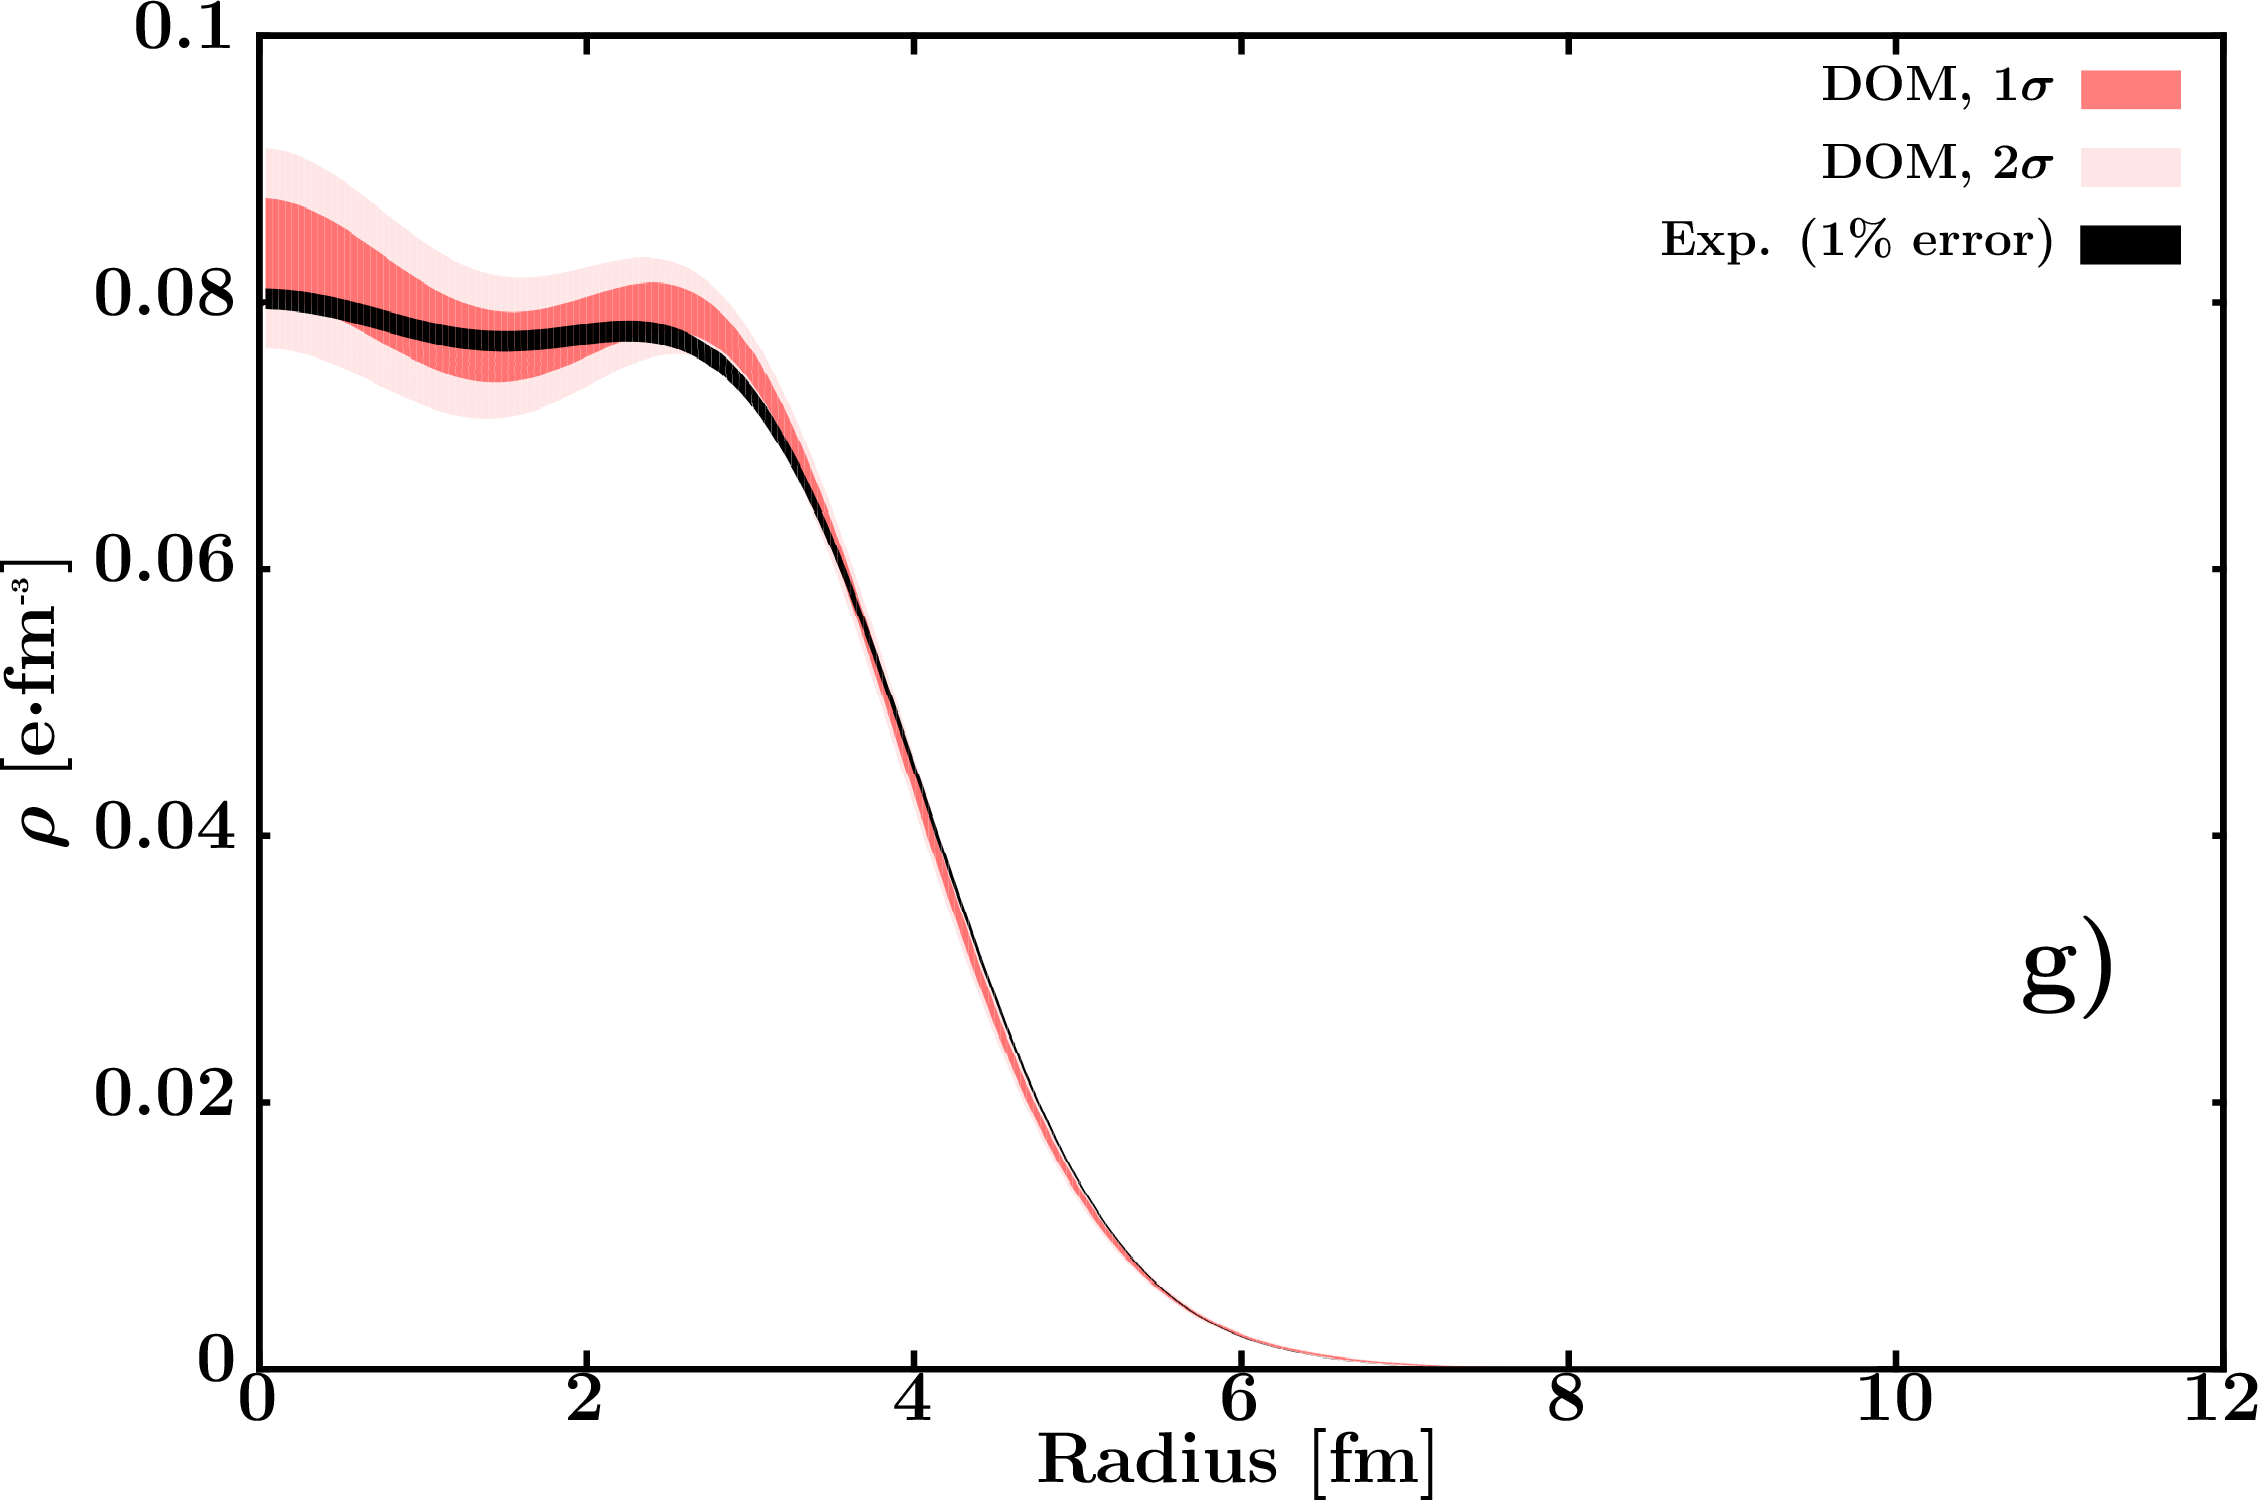 0.1
DOM, 1σ
DOM, 2σ
Exp. (1% error)
0.08
0.06
0.04
0.02
0
ρ [e·fm⁻³]
g)
0 2 4 6 8 10 12
Radius [fm]